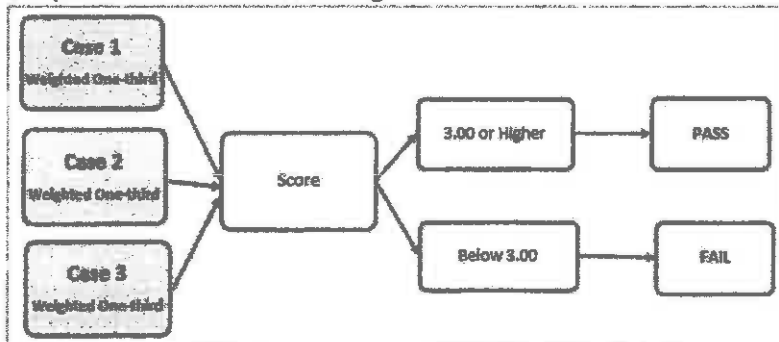 Case 1
Weighted One-third
Case 2
Weighted One-third
Case 3
Weighted One-third
Score
3.00 or Higher
PASS
Below 3.00
FAIL